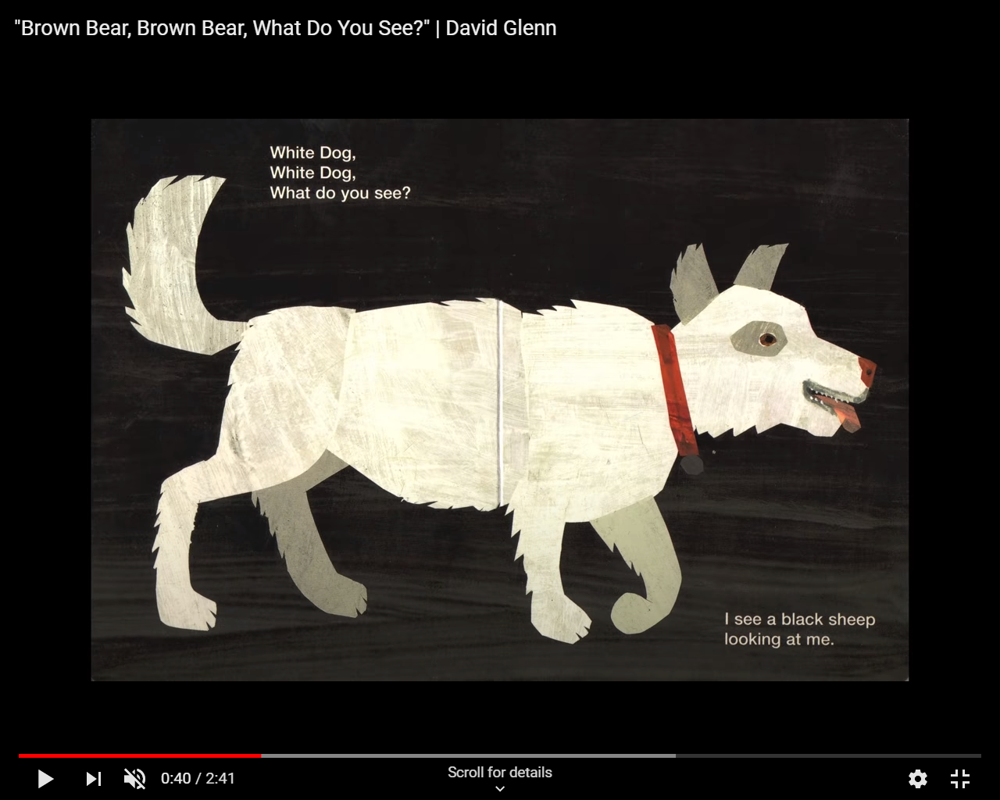 "Brown Bear, Brown Bear, What Do You See?" | David Glenn
White Dog,
White Dog,
What do you see?
I see a black sheep
looking at me.
0:40 / 2:41
Scroll for details